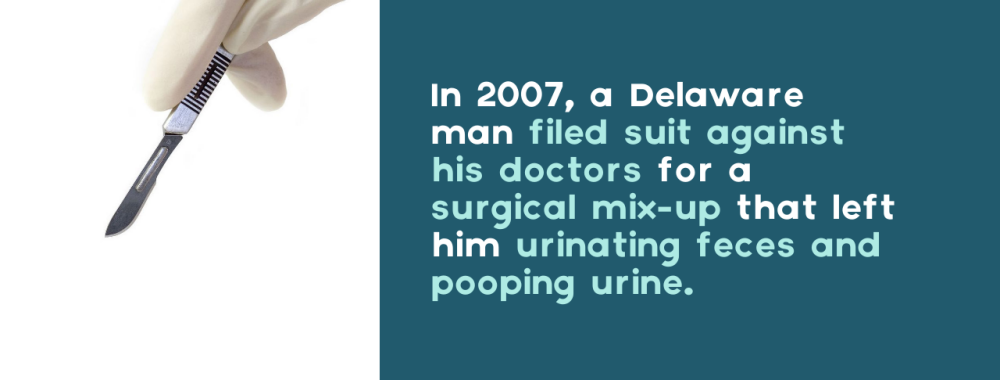 In 2007, a Delaware
man filed suit against
his doctors for a
surgical mix-up that left
him urinating feces and
pooping urine.